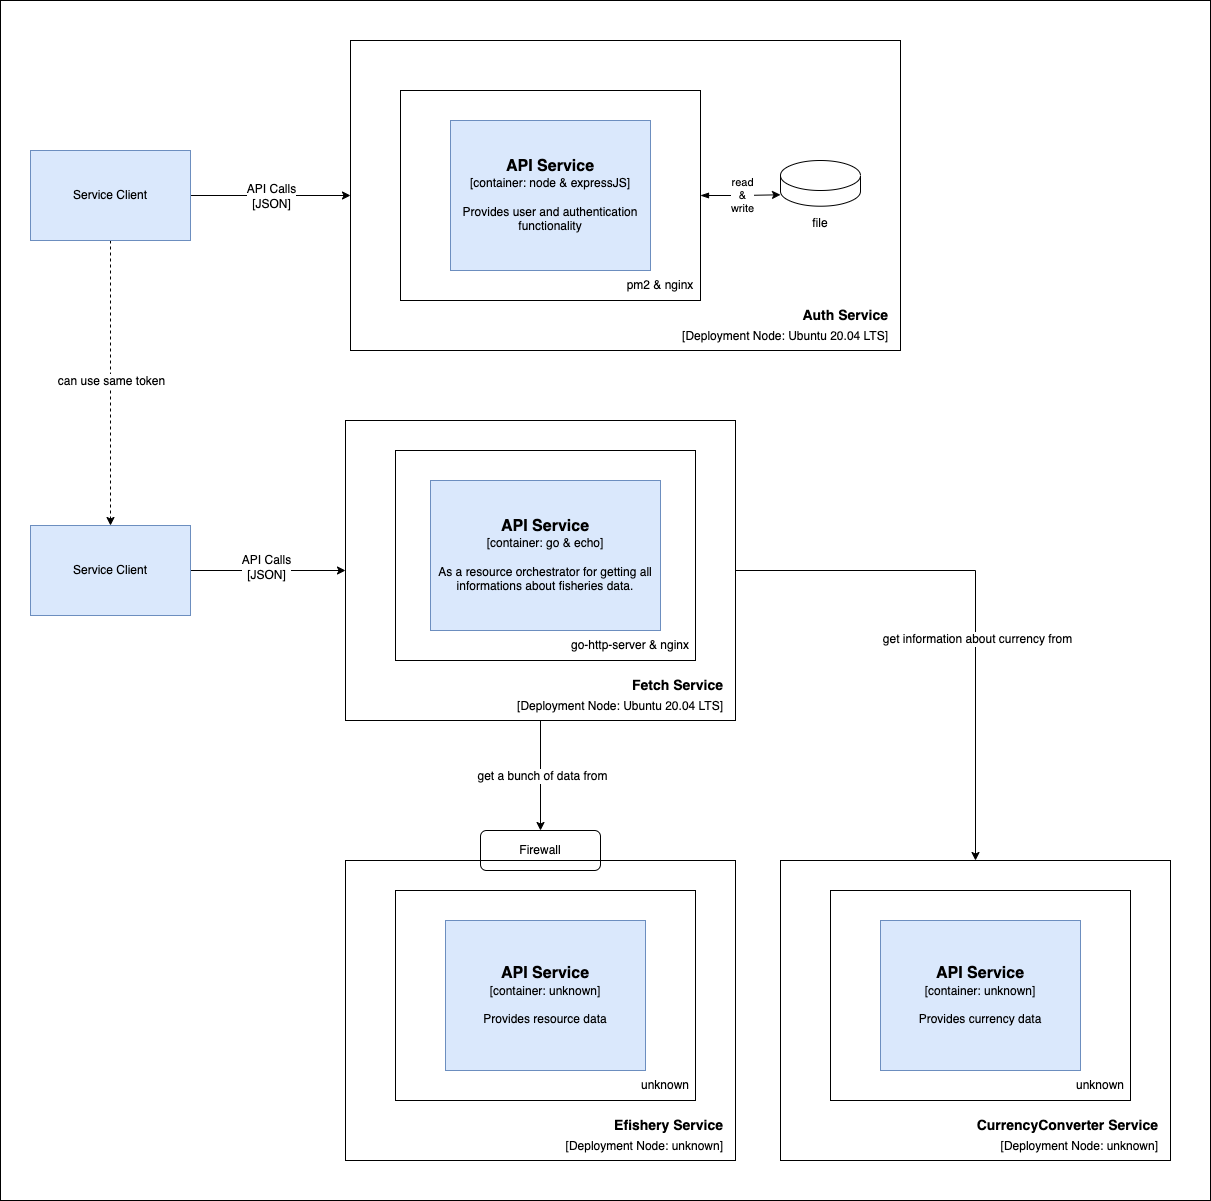 Service Client
API Calls
[JSON]
API Service
[container: node & expressJS]
Provides user and authentication
functionality
pm2 & nginx
read
&
write
file
Auth Service
[Deployment Node: Ubuntu 20.04 LTS]
can use same token
Service Client
API Calls
[JSON]
API Service
[container: go & echo]
As a resource orchestrator for getting all
informations about fisheries data.
go-http-server & nginx
Fetch Service
[Deployment Node: Ubuntu 20.04 LTS]
get information about currency from
get a bunch of data from
Firewall
API Service
[container: unknown]
Provides resource data
unknown
Efishery Service
[Deployment Node: unknown]
API Service
[container: unknown]
Provides currency data
unknown
CurrencyConverter Service
[Deployment Node: unknown]